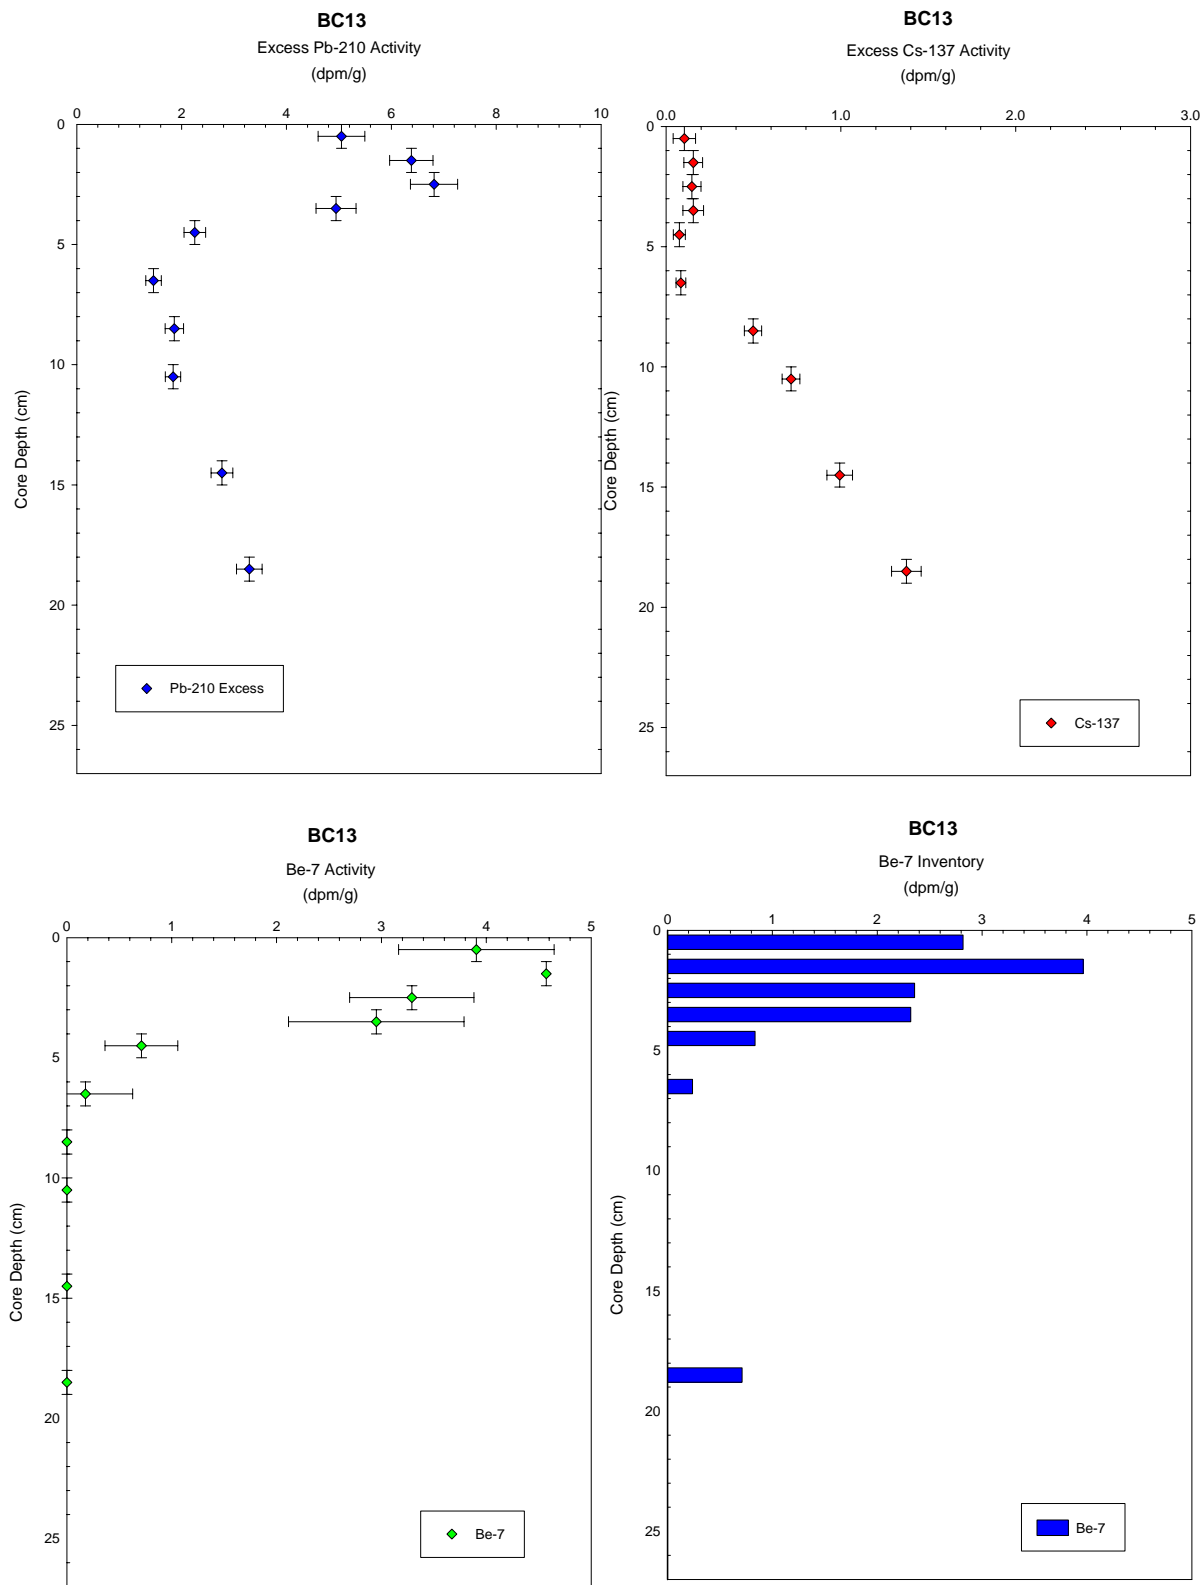 BC13
Excess Pb-210 Activity
(dpm/g)
0 2 4 6 8 10
0
5
10
15
20
25
Core Depth (cm)
Pb-210 Excess
BC13
Excess Cs-137 Activity
(dpm/g)
0.0 1.0 2.0 3.0
0
5
10
15
20
25
Core Depth (cm)
Cs-137
BC13
Be-7 Activity
(dpm/g)
0 1 2 3 4 5
0
5
10
15
20
25
Core Depth (cm)
Be-7
BC13
Be-7 Inventory
(dpm/g)
0 1 2 3 4 5
0
5
10
15
20
25
Core Depth (cm)
Be-7